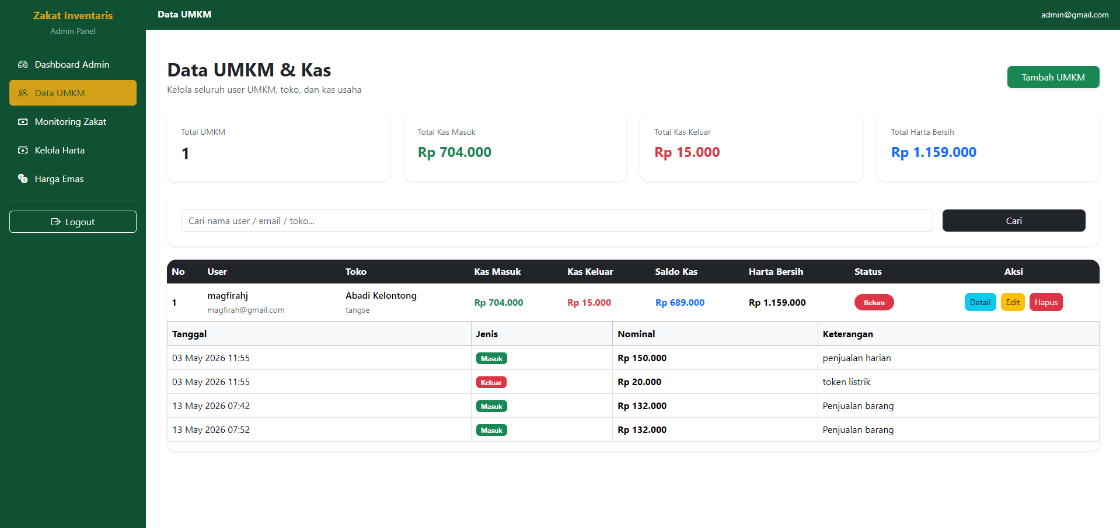 Zakat Inventaris
Admin Panel
Dashboard Admin
Data UMKM
Monitoring Zakat
Kelola Harta
Harga Emas
Logout
Data UMKM
admin@gmail.com
Data UMKM & Kas
Kelola seluruh user UMKM, toko, dan kas usaha
Tambah UMKM
Total UMKM
1
Total Kas Masuk
Rp 704.000
Total Kas Keluar
Rp 15.000
Total Harta Bersih
Rp 1.159.000
Cari nama user / email / toko...
Cari
No User Toko Kas Masuk Kas Keluar Saldo Kas Harta Bersih Status Aksi
1 magfirahj Abadi Kelontong Rp 704.000 Rp 15.000 Rp 689.000 Rp 1.159.000 Belum Detail Edit Hapus
magfirah@gmail.com tangse
Tanggal Jenis Nominal Keterangan
03 May 2026 11:55 Masuk Rp 150.000 penjualan harian
03 May 2026 11:55 Keluar Rp 20.000 token listrik
13 May 2026 07:42 Masuk Rp 132.000 Penjualan barang
13 May 2026 07:52 Masuk Rp 132.000 Penjualan barang